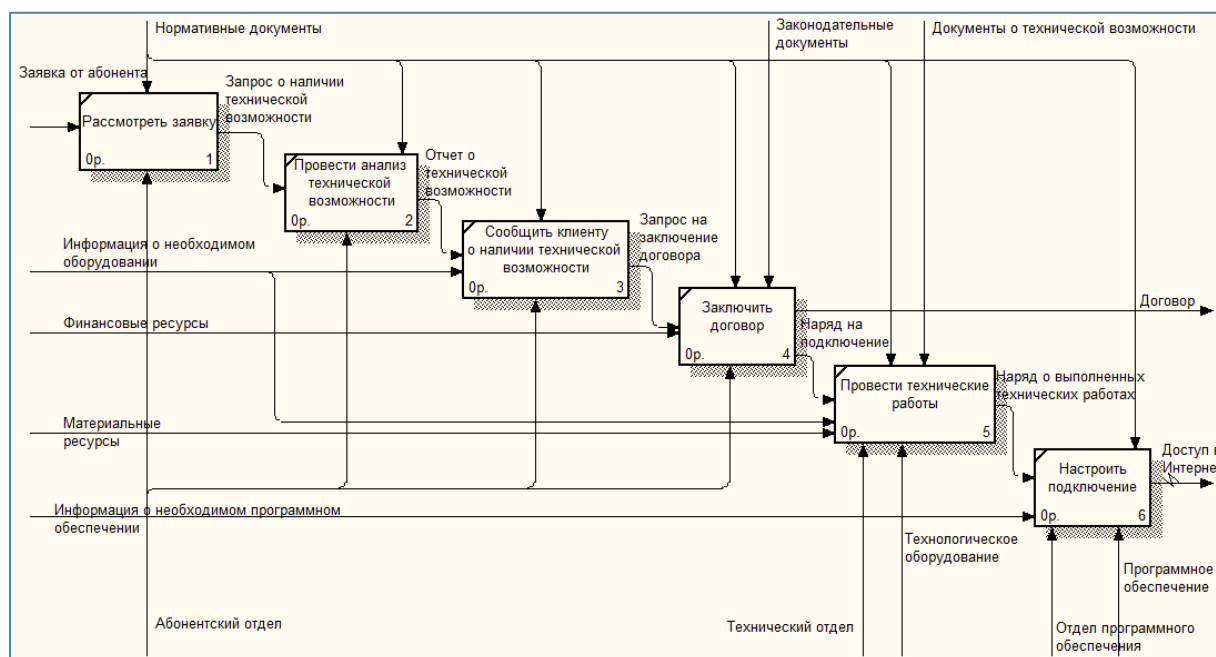 Нормативные документы
Законодательные
документы
Документы о технической возможности
Заявка от абонента
Запрос о наличии
технической
возможности
Рассмотреть заявку
0р. 1
Провести анализ
технической
возможности
0р. 2
Отчет о
технической
возможности
Сообщить клиенту
о наличии технической
возможности
0р. 3
Запрос на
заключение
договора
Информация о необходимом
оборудовании
Заключить
договор
0р. 4
Договор
Финансовые ресурсы
Наряд на
подключение
Провести технические
работы
0р. 5
Наряд о выполненных
технических работах
Материальные
ресурсы
Настроить
подключение
0р. 6
Доступ в
Интерне
Информация о необходимом программном
обеспечении
Технологическое
оборудование
Программное
обеспечение
Абонентский отдел
Технический отдел
Отдел программного
обеспечения